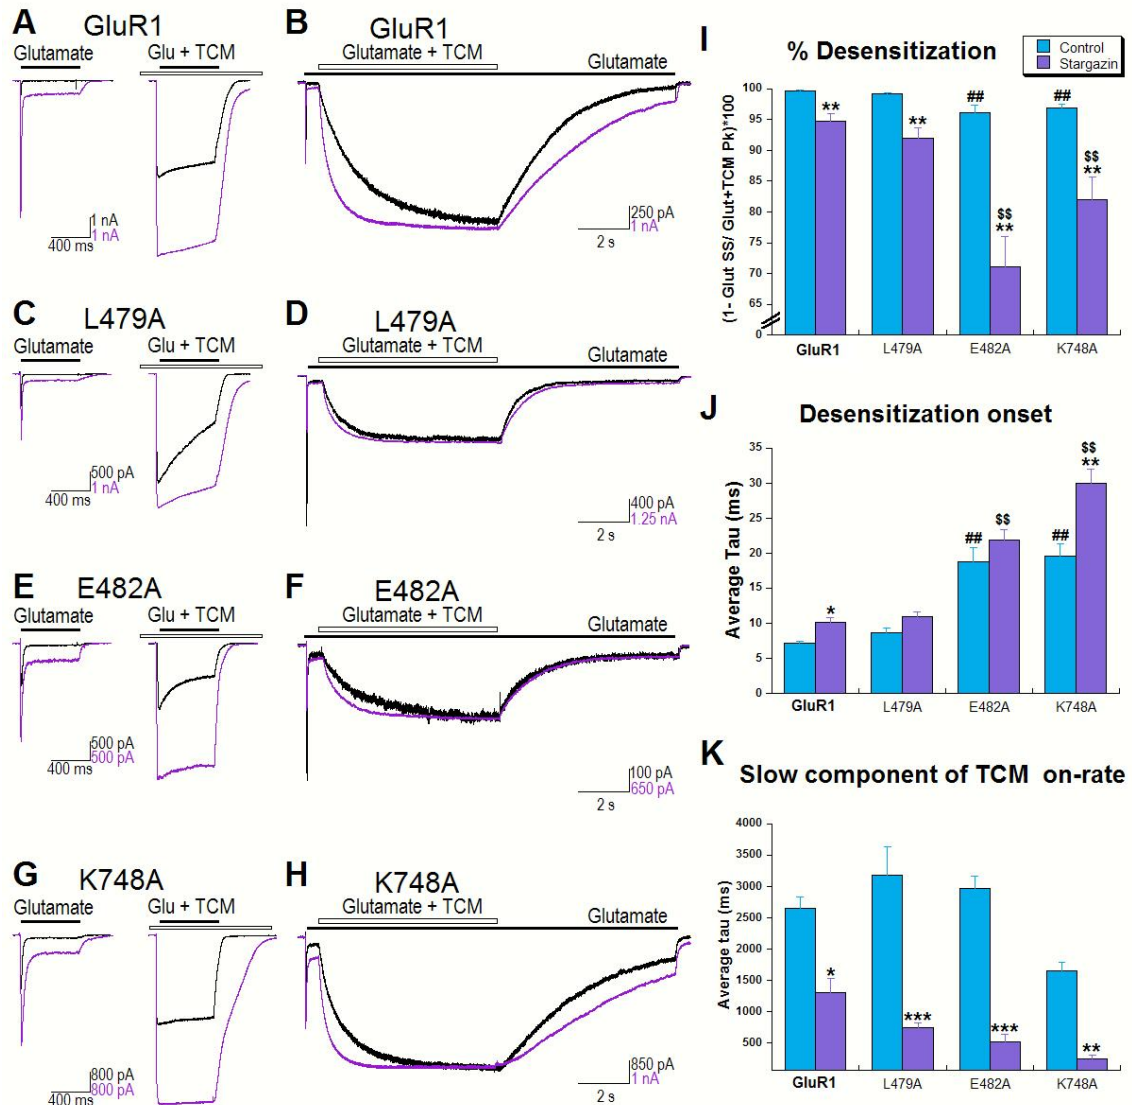 A
GluR1
Glutamate
Glu + TCM
1 nA
1 nA
400 ms
B
GluR1
Glutamate + TCM
Glutamate
250 pA
1 nA
2 s
C
L479A
Glutamate
Glu + TCM
500 pA
1 nA
400 ms
D
L479A
Glutamate + TCM
Glutamate
400 pA
1.25 nA
2 s
E
E482A
Glutamate
Glu + TCM
500 pA
500 pA
400 ms
F
E482A
Glutamate + TCM
Glutamate
100 pA
650 pA
2 s
G
K748A
Glutamate
Glu + TCM
800 pA
800 pA
400 ms
H
K748A
Glutamate + TCM
Glutamate
850 pA
1 nA
2 s
I
% Desensitization
Control
Stargazin
(1- Glut SS/ Glut+TCM Pk)*100
100
95
90
85
80
75
70
65
0
**
**
##
$$
**
##
$$
**
GluR1 L479A E482A K748A
J
Desensitization onset
Average Tau (ms)
35
30
25
20
15
10
5
0
*
##
$$
##
$$
**
GluR1 L479A E482A K748A
K
Slow component of TCM on-rate
Average tau (ms)
4000
3500
3000
2500
2000
1500
1000
500
*
***
***
**
GluR1 L479A E482A K748A